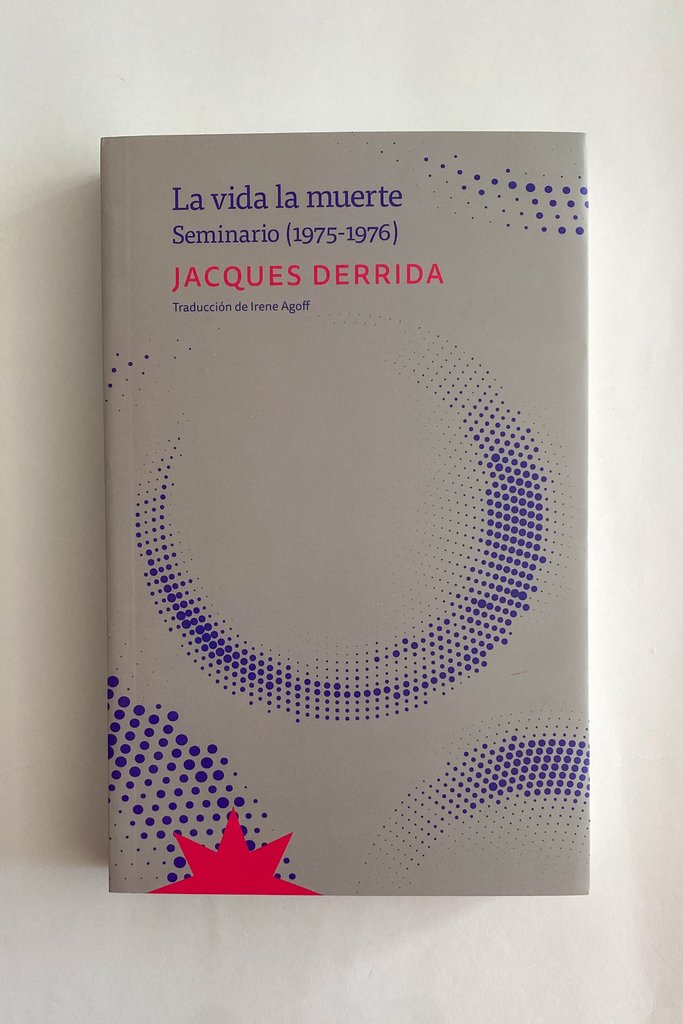 La vida la muerte
Seminario (1975-1976)
JACQUES DERRIDA
Traducción de Irene Agoff